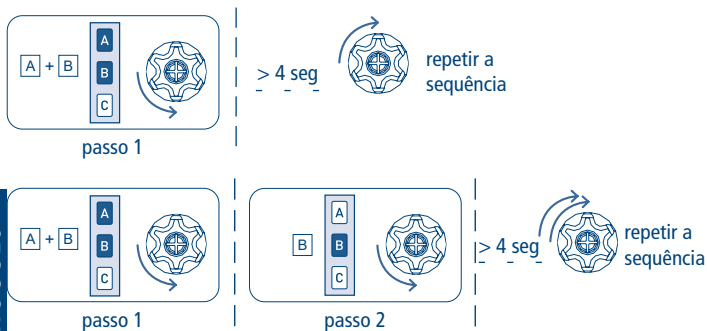 A + B
A
B
C
passo 1
> 4 seg
repetir a
sequência
A + B
A
B
C
passo 1
B
A
B
C
passo 2
> 4 seg
repetir a
sequência